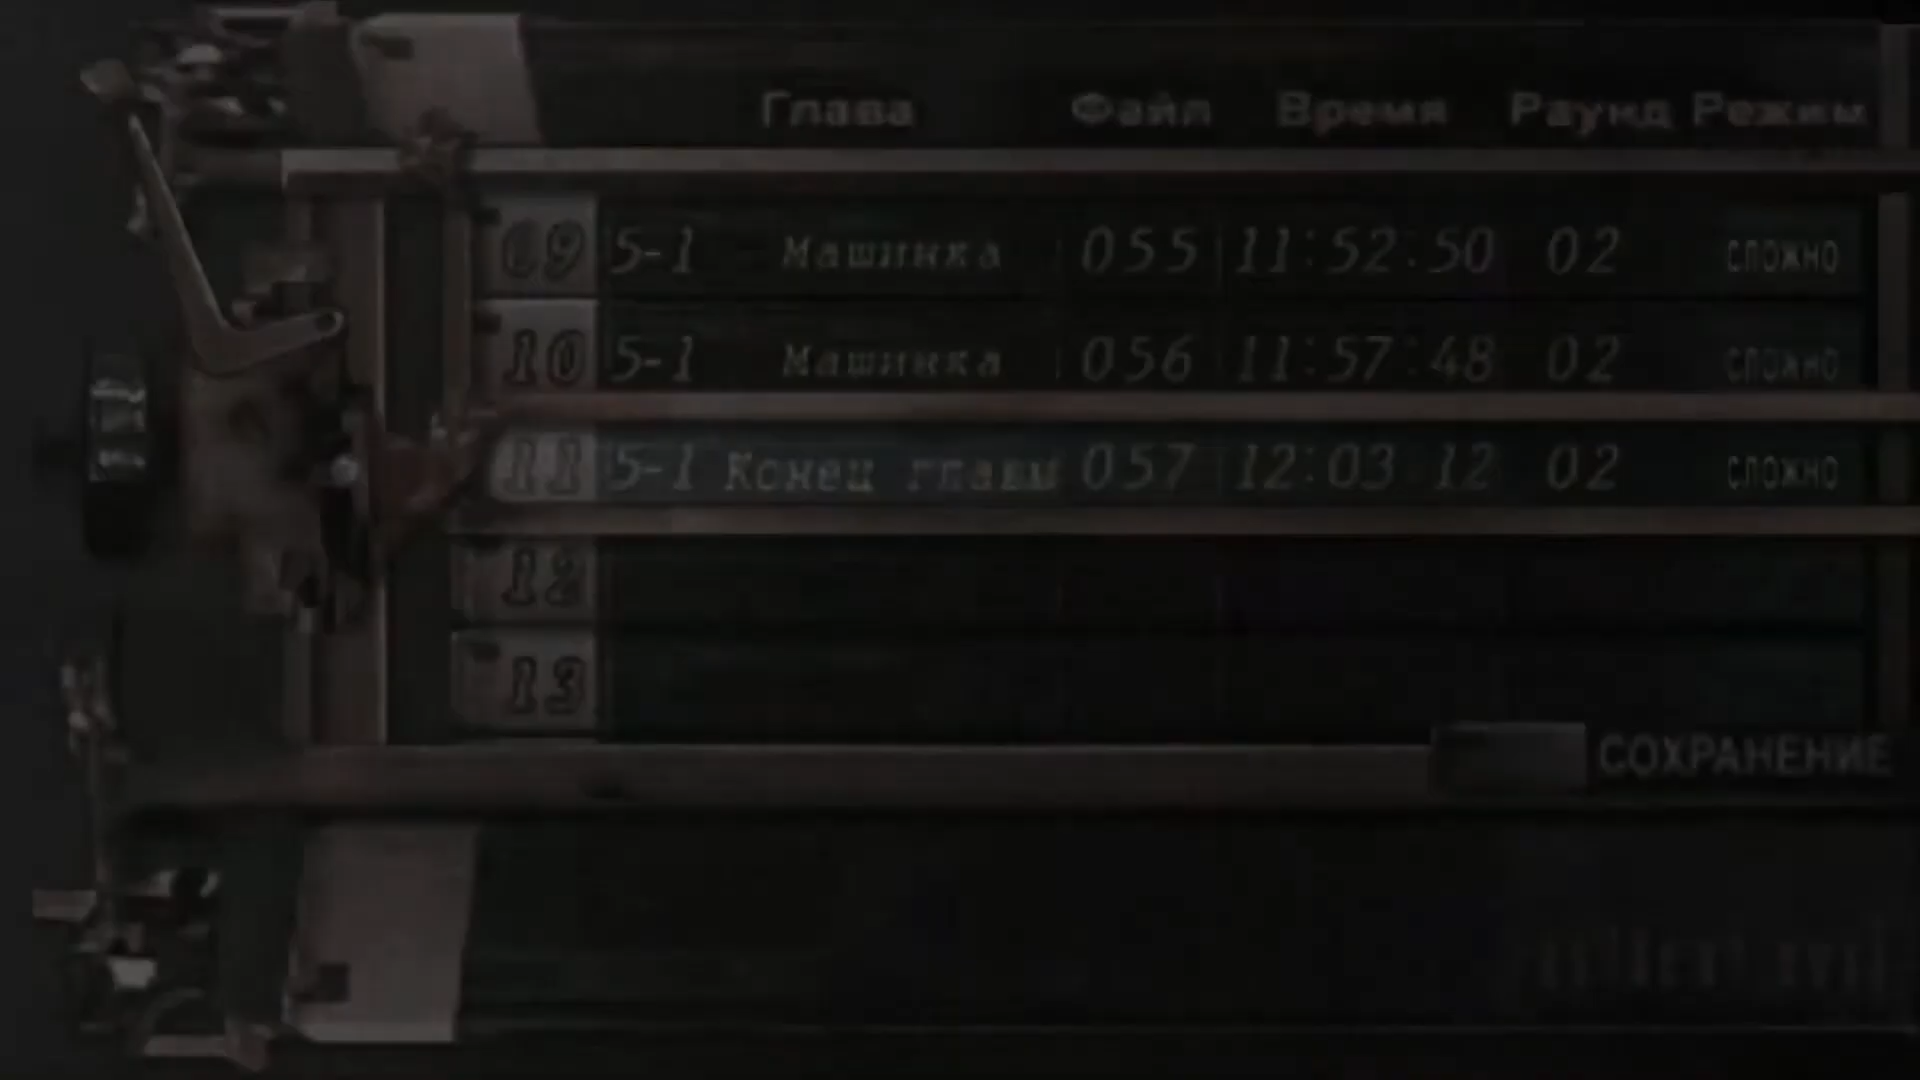 Глава Файл Время Раунд Режим
09 5-1 Машинка 055 11:52:50 02 СЛОЖНО
10 5-1 Машинка 056 11:57:48 02 СЛОЖНО
11 5-1 Конец главы 057 12:03 12 02 СЛОЖНО
12
13
СОХРАНЕНИЕ
resident evil